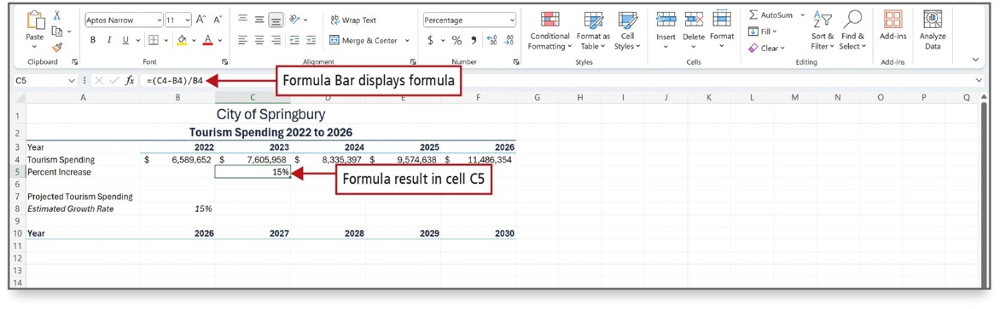 Aptos Narrow 11 A A Wrap Text Percentage AutoSum
Paste B I U A Merge & Center $ % Conditional Formatting Format as Table Cell Styles Insert Delete Format Fill Clear Sort & Filter Find & Select Add-ins Analyze Data
Clipboard Font Alignment Number Styles Cells Editing Add-ins
C5 fx =(C4-B4)/B4 Formula Bar displays formula
A B C D E F G H I J K L M N O P Q
1 City of Springbury
2 Tourism Spending 2022 to 2026
3 Year 2022 2023 2024 2025 2026
4 Tourism Spending $ 6,589,652 $ 7,605,958 $ 8,335,397 $ 9,574,638 $ 11,486,354
5 Percent Increase 15% Formula result in cell C5
6
7 Projected Tourism Spending
8 Estimated Growth Rate 15%
9
10 Year 2026 2027 2028 2029 2030
11
12
13
14